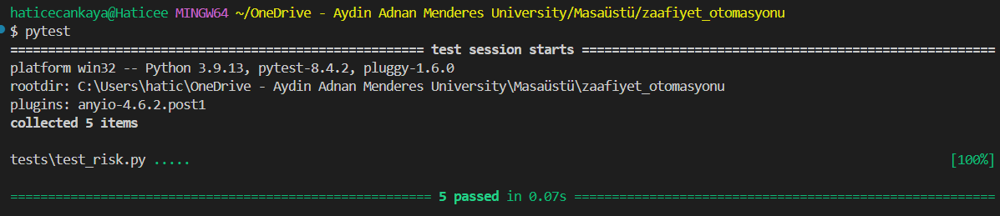 haticecankaya@Haticee MINGW64 ~/OneDrive - Aydin Adnan Menderes University/Masaüstü/zaafiyet_otomasyonu
$ pytest
======================================================= test session starts =======================================================
platform win32 -- Python 3.9.13, pytest-8.4.2, pluggy-1.6.0
rootdir: C:\Users\hatic\OneDrive - Aydin Adnan Menderes University\Masaüstü\zaafiyet_otomasyonu
plugins: anyio-4.6.2.post1
collected 5 items
tests\test_risk.py ..... [100%]
======================================================== 5 passed in 0.07s ========================================================